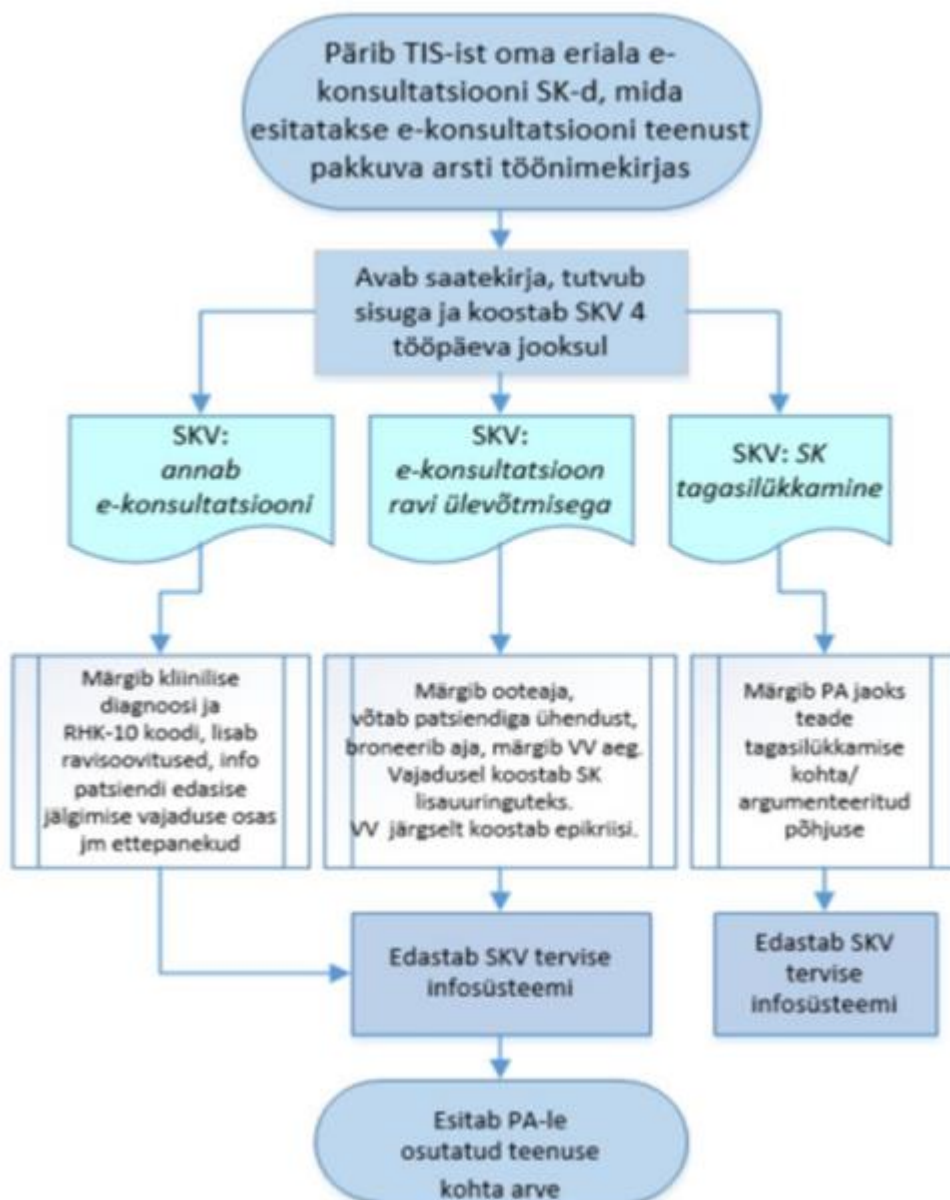 Pärib TIS-ist oma eriala e-
konsultatsiooni SK-d, mida
esitatakse e-konsultatsiooni teenust
pakkuva arsti töönimekirjas
Avab saatekirja, tutvub
sisuga ja koostab SKV 4
tööpäeva jooksul
SKV:
annab
e-konsultatsiooni
SKV:
e-konsultatsioon
ravi ülevõtmisega
SKV: SK
tagasilükkamine
Märgib kliinilise
diagnoosi ja
RHK-10 koodi, lisab
ravisoovitused, info
patsiendi edasise
jälgimise vajaduse osas
jm ettepanekud
Märgib ooteaja,
võtab patsiendiga ühendust,
broneerib aja, märgib VV aeg.
Vajadusel koostab SK
lisauuringuteks.
VV järgselt koostab epikriisi.
Märgib PA jaoks
teade
tagasilükkamise
kohta/
argumenteeritud
põhjuse
Edastab SKV tervise
infosüsteemi
Edastab SKV
tervise
infosüsteemi
Esitab PA-le
osutatud teenuse
kohta arve